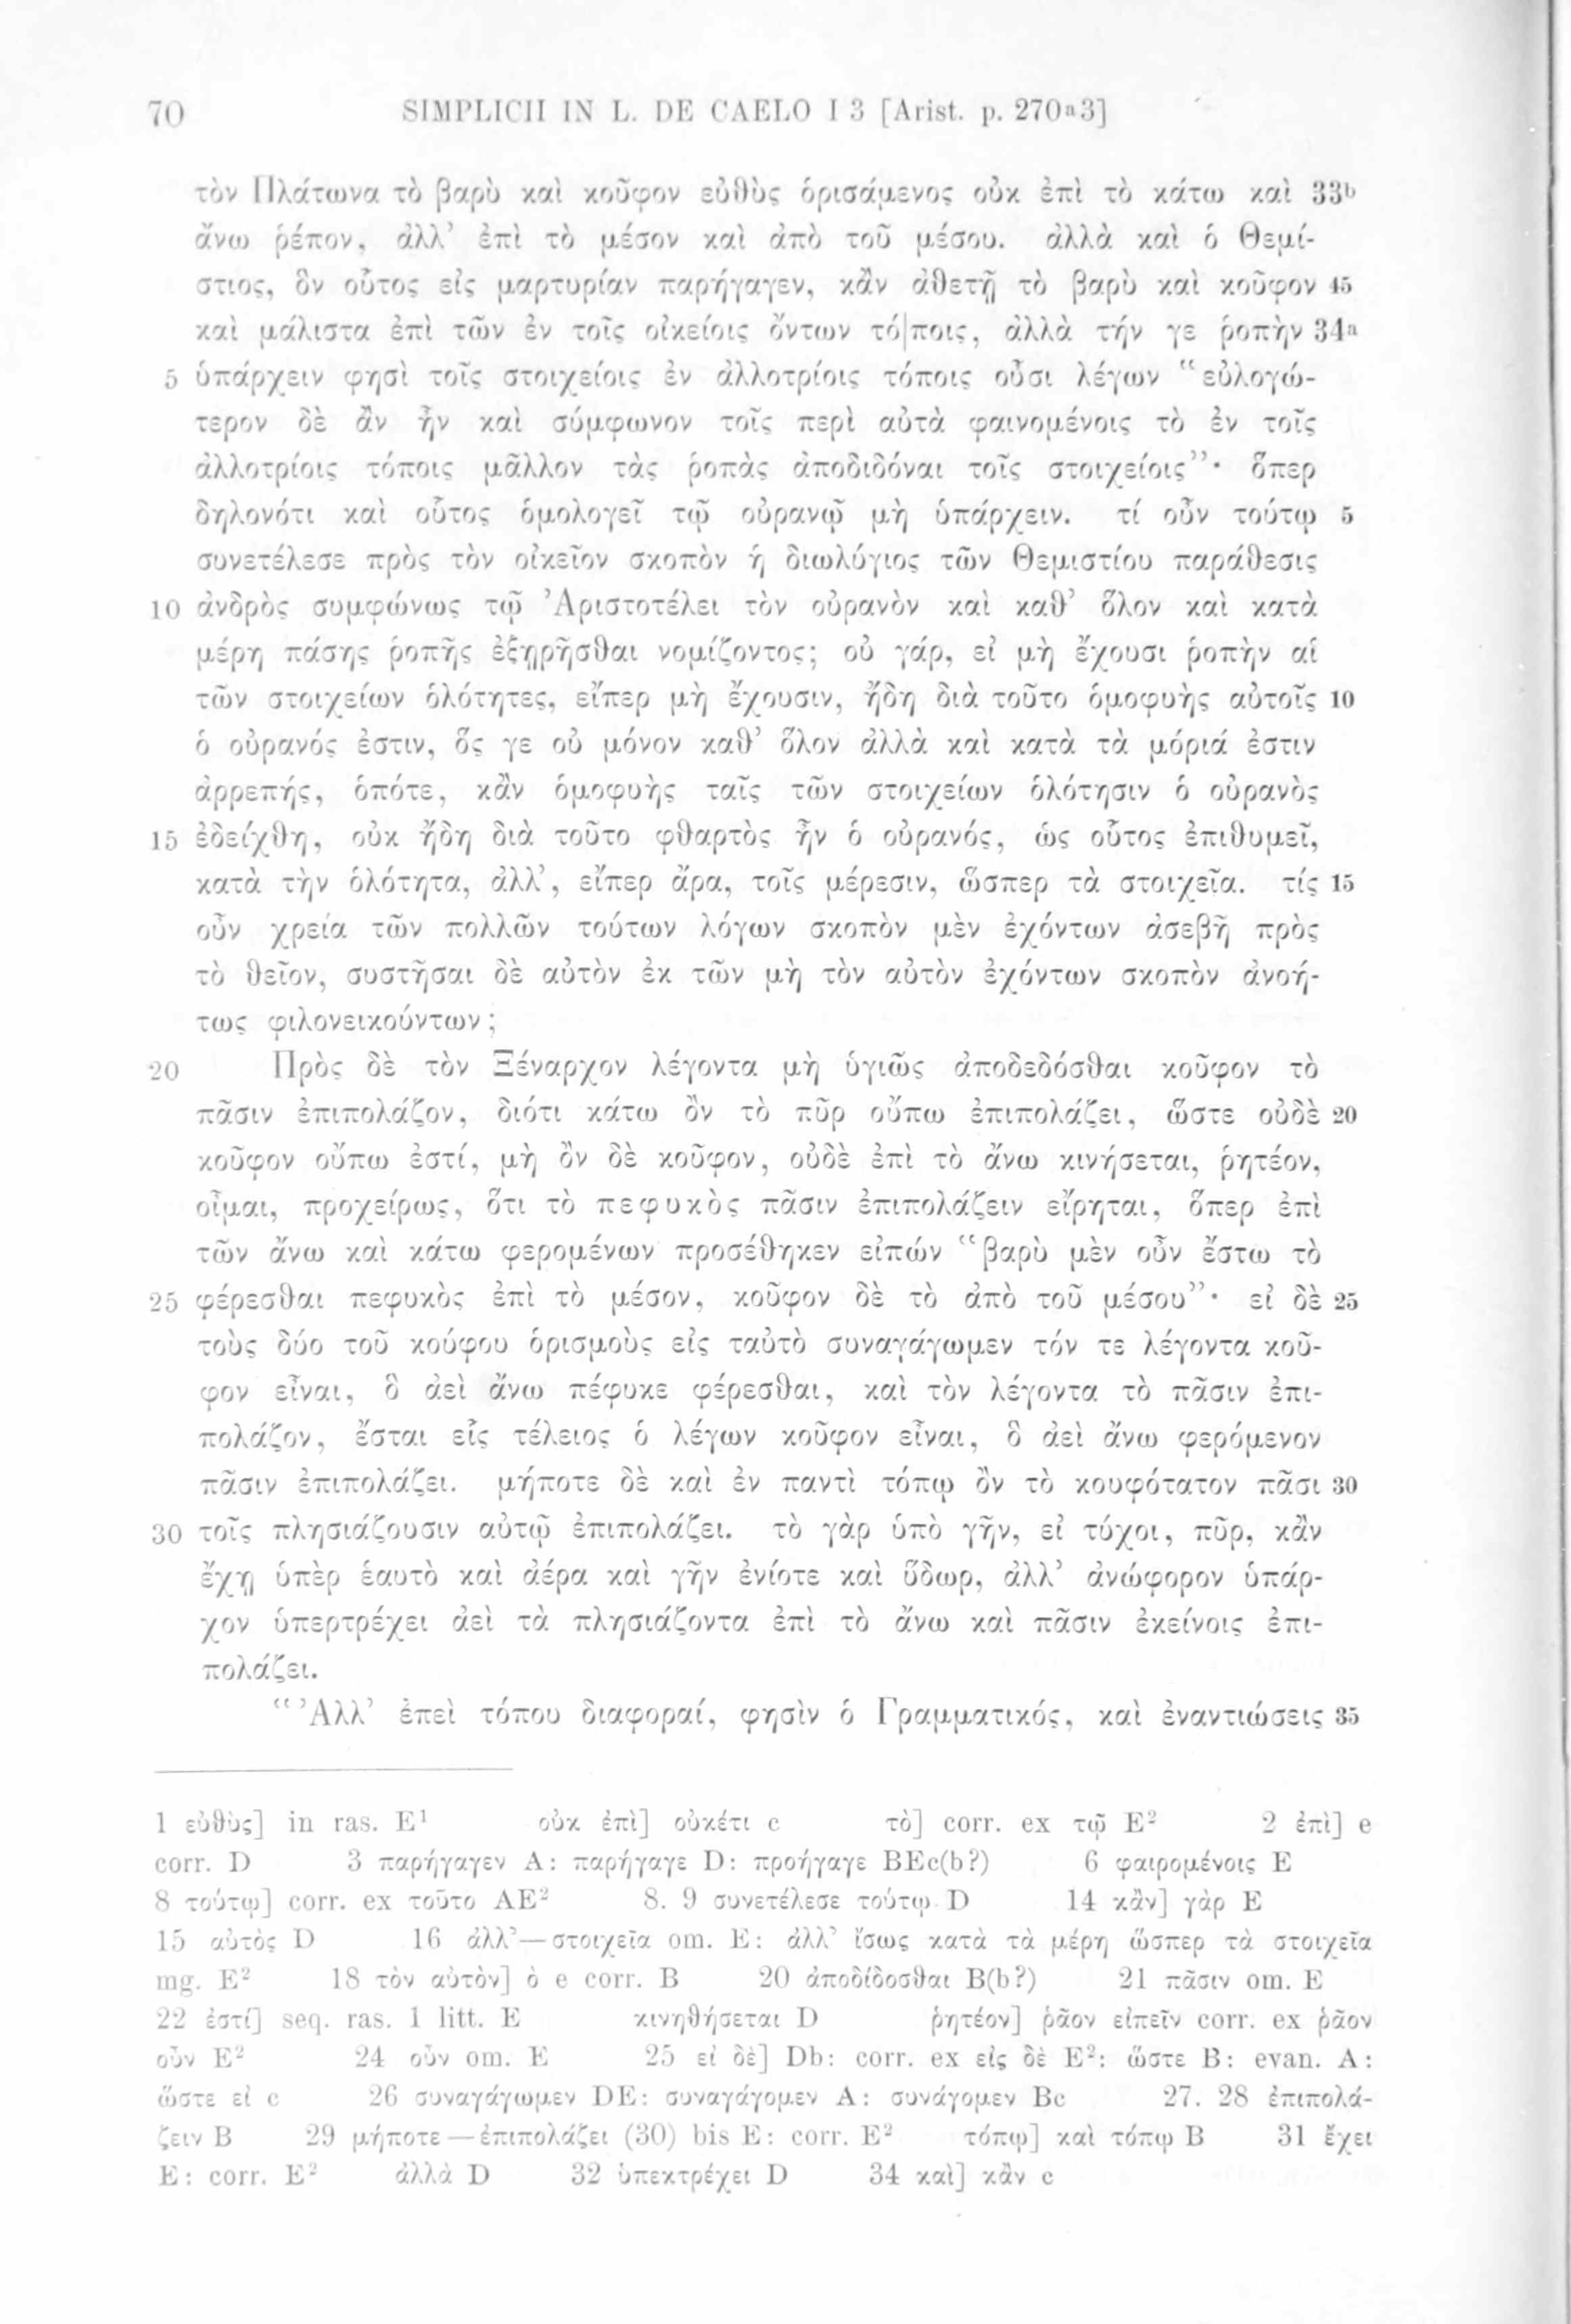 70 SIMPLICII IN L. DE CAELO I 3 [Arist. p. 270ᵃ3]
τὸν Πλάτωνα τὸ βαρὺ καὶ κοῦφον εὐθὺς ὁρισάμενος οὐκ ἐπὶ τὸ κάτω καὶ 33ᵇ
ἄνω ῥέπον, ἀλλ’ ἐπὶ τὸ μέσον καὶ ἀπὸ τοῦ μέσου. ἀλλὰ καὶ ὁ Θεμί-
στιος, ὃν οὗτος εἰς μαρτυρίαν παρήγαγεν, κἂν ἀθετῇ τὸ βαρὺ καὶ κοῦφον 45
καὶ μάλιστα ἐπὶ τῶν ἐν τοῖς οἰκείοις ὄντων τό|ποις, ἀλλὰ τήν γε ῥοπὴν 34ᵃ
5 ὑπάρχειν φησὶ τοῖς στοιχείοις ἐν ἀλλοτρίοις τόποις οὖσι λέγων “εὐλογώ-
τερον δὲ ἂν ἦν καὶ σύμφωνον τοῖς περὶ αὐτὰ φαινομένοις τὸ ἐν τοῖς
ἀλλοτρίοις τόποις μᾶλλον τὰς ῥοπὰς ἀποδιδόναι τοῖς στοιχείοις”· ὅπερ
δηλονότι καὶ οὗτος ὁμολογεῖ τῷ οὐρανῷ μὴ ὑπάρχειν. τί οὖν τούτῳ 5
συνετέλεσε πρὸς τὸν οἰκεῖον σκοπὸν ἡ διωλύγιος τῶν Θεμιστίου παράθεσις
10 ἀνδρὸς συμφώνως τῷ Ἀριστοτέλει τὸν οὐρανὸν καὶ καθ’ ὅλον καὶ κατὰ
μέρη πάσης ῥοπῆς ἐξῃρῆσθαι νομίζοντος; οὐ γάρ, εἰ μὴ ἔχουσι ῥοπὴν αἱ
τῶν στοιχείων ὁλότητες, εἴπερ μὴ ἔχουσιν, ἤδη διὰ τοῦτο ὁμοφυὴς αὐτοῖς 10
ὁ οὐρανός ἐστιν, ὅς γε οὐ μόνον καθ’ ὅλον ἀλλὰ καὶ κατὰ τὰ μόριά ἐστιν
ἀρρεπής, ὁπότε, κἂν ὁμοφυὴς ταῖς τῶν στοιχείων ὁλότησιν ὁ οὐρανὸς
15 ἐδείχθη, οὐκ ἤδη διὰ τοῦτο φθαρτὸς ἦν ὁ οὐρανός, ὡς οὗτος ἐπιθυμεῖ,
κατὰ τὴν ὁλότητα, ἀλλ’, εἴπερ ἄρα, τοῖς μέρεσιν, ὥσπερ τὰ στοιχεῖα. τίς 15
οὖν χρεία τῶν πολλῶν τούτων λόγων σκοπὸν μὲν ἐχόντων ἀσεβῆ πρὸς
τὸ θεῖον, συστῆσαι δὲ αὐτὸν ἐκ τῶν μὴ τὸν αὐτὸν ἐχόντων σκοπὸν ἀνοή-
τως φιλονεικούντων;
20 Πρὸς δὲ τὸν Ξέναρχον λέγοντα μὴ ὑγιῶς ἀποδεδόσθαι κοῦφον τὸ
πᾶσιν ἐπιπολάζον, διότι κάτω ὂν τὸ πῦρ οὔπω ἐπιπολάζει, ὥστε οὐδὲ 20
κοῦφον οὔπω ἐστί, μὴ ὂν δὲ κοῦφον, οὐδὲ ἐπὶ τὸ ἄνω κινήσεται, ῥητέον,
οἶμαι, προχείρως, ὅτι τὸ πεφυκὸς πᾶσιν ἐπιπολάζειν εἴρηται, ὅπερ ἐπὶ
τῶν ἄνω καὶ κάτω φερομένων προσέθηκεν εἰπών “βαρὺ μὲν οὖν ἔστω τὸ
25 φέρεσθαι πεφυκὸς ἐπὶ τὸ μέσον, κοῦφον δὲ τὸ ἀπὸ τοῦ μέσου”· εἰ δὲ 25
τοὺς δύο τοῦ κούφου ὁρισμοὺς εἰς ταὐτὸ συναγάγωμεν τόν τε λέγοντα κοῦ-
φον εἶναι, ὃ ἀεὶ ἄνω πέφυκε φέρεσθαι, καὶ τὸν λέγοντα τὸ πᾶσιν ἐπι-
πολάζον, ἔσται εἷς τέλειος ὁ λέγων κοῦφον εἶναι, ὃ ἀεὶ ἄνω φερόμενον
πᾶσιν ἐπιπολάζει. μήποτε δὲ καὶ ἐν παντὶ τόπῳ ὂν τὸ κουφότατον πᾶσι 30
30 τοῖς πλησιάζουσιν αὐτῷ ἐπιπολάζει. τὸ γὰρ ὑπὸ γῆν, εἰ τύχοι, πῦρ, κἂν
ἔχῃ ὑπὲρ ἑαυτὸ καὶ ἀέρα καὶ γῆν ἐνίοτε καὶ ὕδωρ, ἀλλ’ ἀνώφορον ὑπάρ-
χον ὑπερτρέχει ἀεὶ τὰ πλησιάζοντα ἐπὶ τὸ ἄνω καὶ πᾶσιν ἐκείνοις ἐπι-
πολάζει.
“Ἀλλ’ ἐπεὶ τόπου διαφοραί, φησὶν ὁ Γραμματικός, καὶ ἐναντιώσεις 35
1 εὐθὺς] in ras. E¹ οὐκ ἐπὶ] οὐκέτι c τὸ] corr. ex τῷ E² 2 ἐπὶ] e
corr. D 3 παρήγαγεν A: παρήγαγε D: προήγαγε BEc(b?) 6 φαιρομένοις E
8 τούτῳ] corr. ex τοῦτο AE² 8. 9 συνετέλεσε τούτῳ D 14 κἂν] γὰρ E
15 αὐτὸς D 16 ἀλλ’—στοιχεῖα om. E: ἀλλ’ ἴσως κατὰ τὰ μέρη ὥσπερ τὰ στοιχεῖα
mg. E² 18 τὸν αὐτὸν] ὁ e corr. B 20 ἀποδίδοσθαι B(b?) 21 πᾶσιν om. E
22 ἐστί] seq. ras. 1 litt. E κινηθήσεται D ῥητέον] ῥᾶον εἰπεῖν corr. ex ῥᾶον
οὖν E² 24 οὖν om. E 25 εἰ δὲ] Db: corr. ex εἰς δὲ E²: ὥστε B: evan. A:
ὥστε εἰ c 26 συναγάγωμεν DE: συναγάγομεν A: συνάγομεν Bc 27. 28 ἐπιπολά-
ζειν B 29 μήποτε—ἐπιπολάζει (30) bis E: corr. E² τόπῳ] καὶ τόπῳ B 31 ἔχει
E: corr. E² ἀλλὰ D 32 ὑπεκτρέχει D 34 καὶ] κἂν c